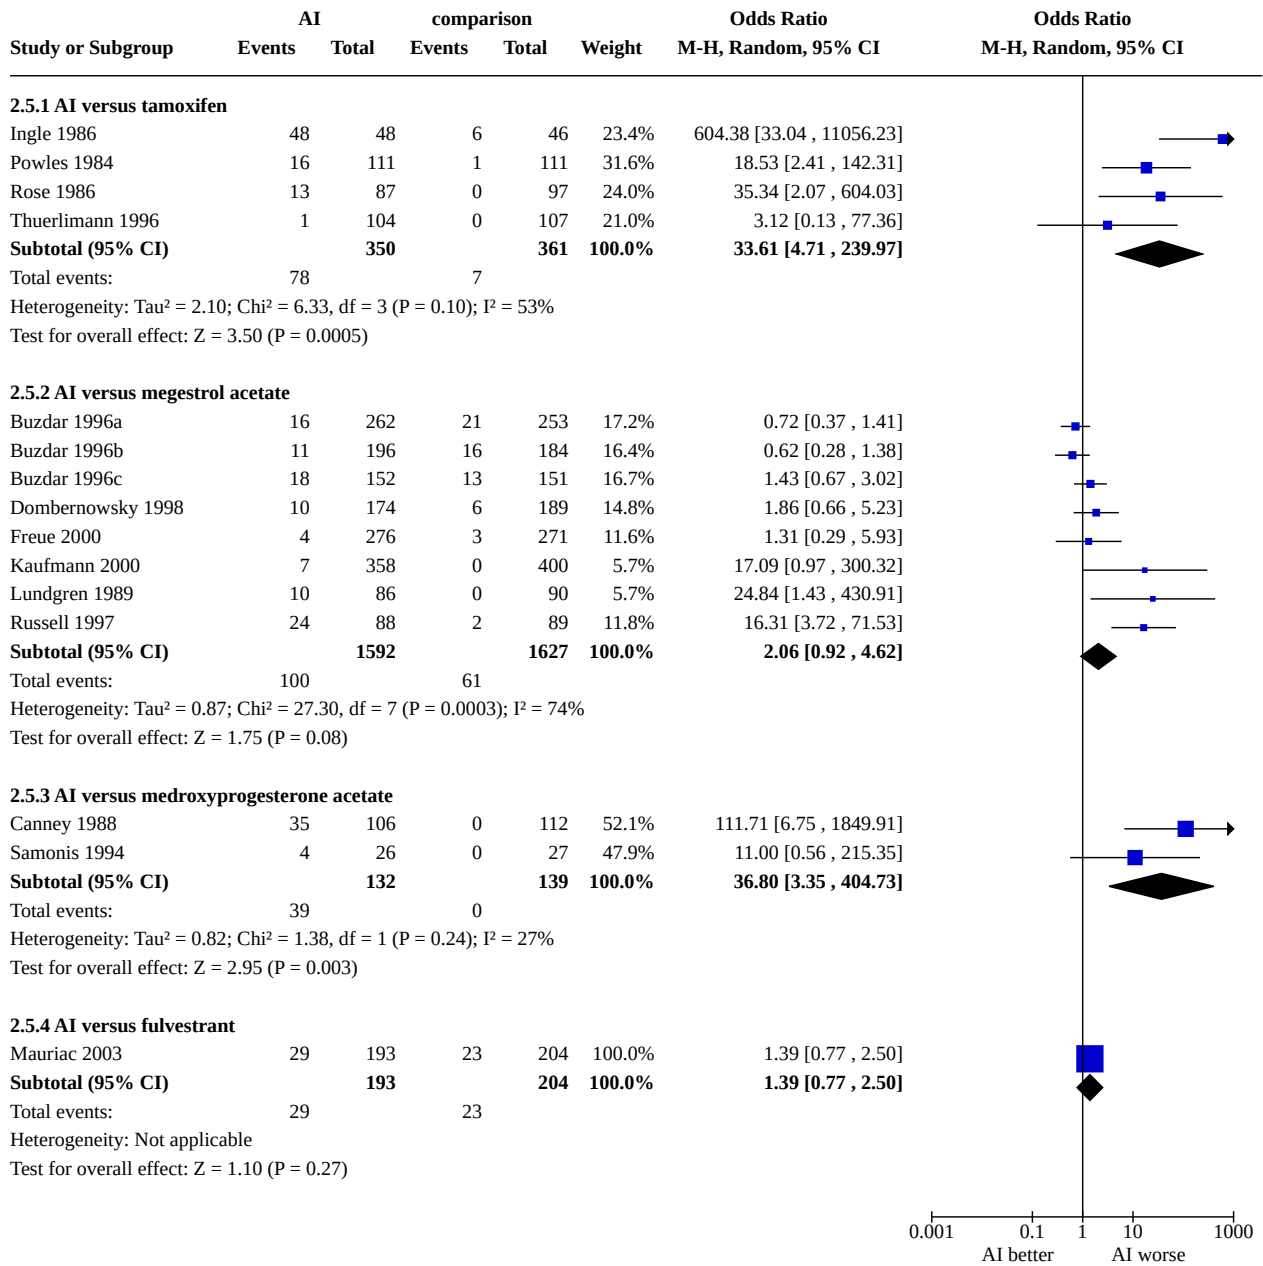 AI comparison Odds Ratio Odds Ratio
Study or Subgroup Events Total Events Total Weight M-H, Random, 95% CI M-H, Random, 95% CI
2.5.1 AI versus tamoxifen
Ingle 1986 48 48 6 46 23.4% 604.38 [33.04 , 11056.23]
Powles 1984 16 111 1 111 31.6% 18.53 [2.41 , 142.31]
Rose 1986 13 87 0 97 24.0% 35.34 [2.07 , 604.03]
Thuerlimann 1996 1 104 0 107 21.0% 3.12 [0.13 , 77.36]
Subtotal (95% CI) 350 361 100.0% 33.61 [4.71 , 239.97]
Total events: 78 7
Heterogeneity: Tau² = 2.10; Chi² = 6.33, df = 3 (P = 0.10); I² = 53%
Test for overall effect: Z = 3.50 (P = 0.0005)
2.5.2 AI versus megestrol acetate
Buzdar 1996a 16 262 21 253 17.2% 0.72 [0.37 , 1.41]
Buzdar 1996b 11 196 16 184 16.4% 0.62 [0.28 , 1.38]
Buzdar 1996c 18 152 13 151 16.7% 1.43 [0.67 , 3.02]
Dombernowsky 1998 10 174 6 189 14.8% 1.86 [0.66 , 5.23]
Freue 2000 4 276 3 271 11.6% 1.31 [0.29 , 5.93]
Kaufmann 2000 7 358 0 400 5.7% 17.09 [0.97 , 300.32]
Lundgren 1989 10 86 0 90 5.7% 24.84 [1.43 , 430.91]
Russell 1997 24 88 2 89 11.8% 16.31 [3.72 , 71.53]
Subtotal (95% CI) 1592 1627 100.0% 2.06 [0.92 , 4.62]
Total events: 100 61
Heterogeneity: Tau² = 0.87; Chi² = 27.30, df = 7 (P = 0.0003); I² = 74%
Test for overall effect: Z = 1.75 (P = 0.08)
2.5.3 AI versus medroxyprogesterone acetate
Canney 1988 35 106 0 112 52.1% 111.71 [6.75 , 1849.91]
Samonis 1994 4 26 0 27 47.9% 11.00 [0.56 , 215.35]
Subtotal (95% CI) 132 139 100.0% 36.80 [3.35 , 404.73]
Total events: 39 0
Heterogeneity: Tau² = 0.82; Chi² = 1.38, df = 1 (P = 0.24); I² = 27%
Test for overall effect: Z = 2.95 (P = 0.003)
2.5.4 AI versus fulvestrant
Mauriac 2003 29 193 23 204 100.0% 1.39 [0.77 , 2.50]
Subtotal (95% CI) 193 204 100.0% 1.39 [0.77 , 2.50]
Total events: 29 23
Heterogeneity: Not applicable
Test for overall effect: Z = 1.10 (P = 0.27)
0.001 0.1 1 10 1000
AI better AI worse